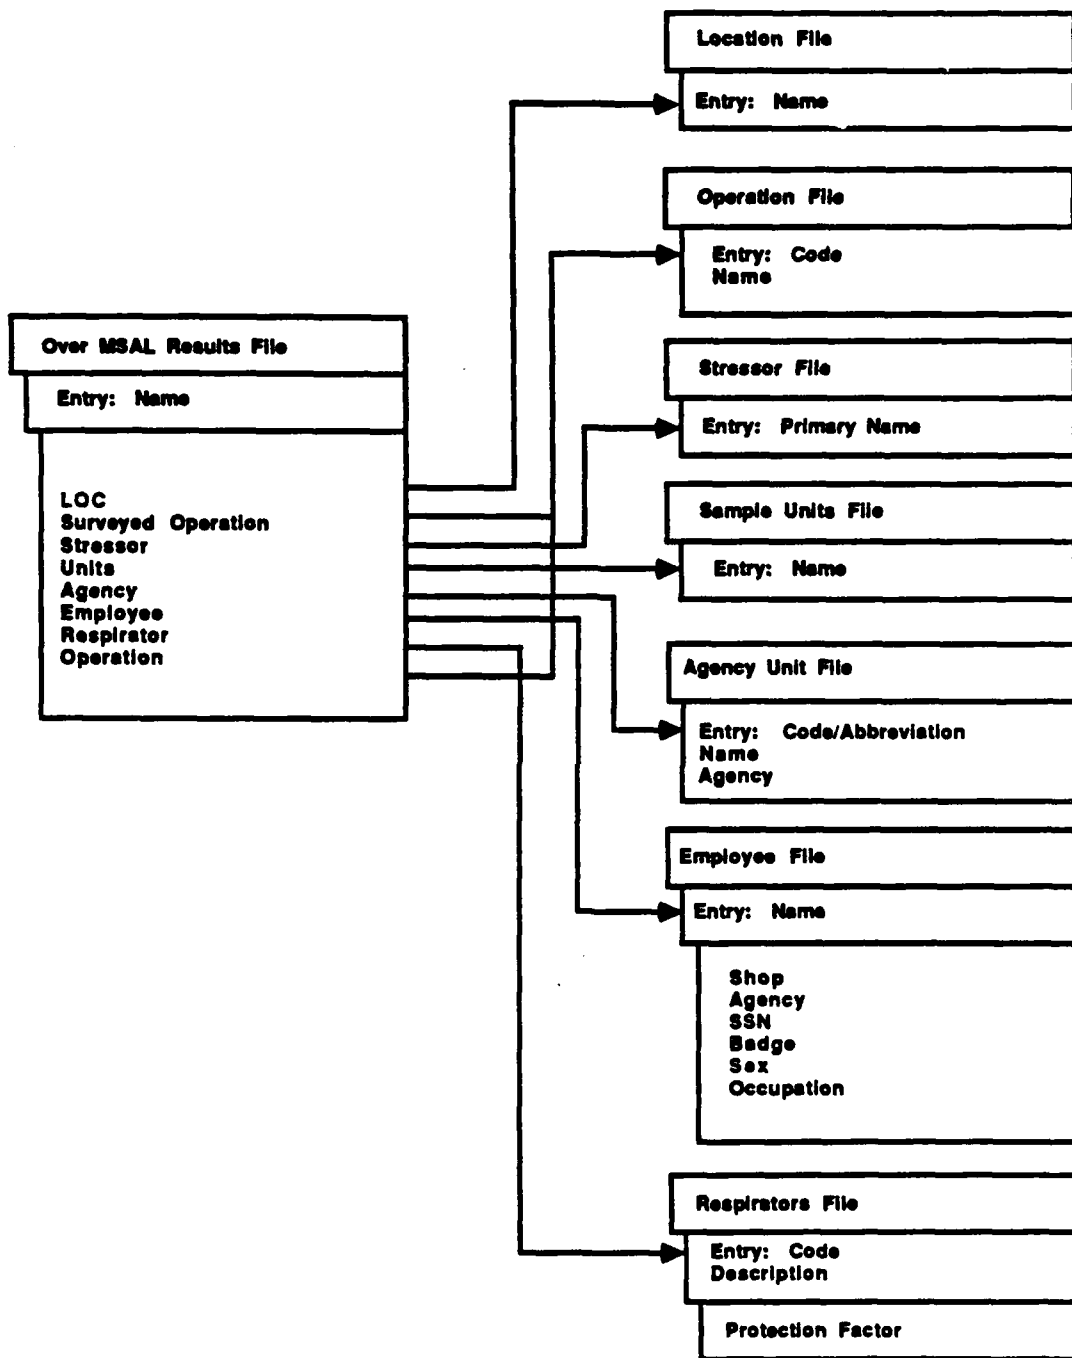 Location File
Entry: Name
Operation File
Entry: Code
Name
Over MSAL Results File
Entry: Name
LOC
Surveyed Operation
Stressor
Units
Agency
Employee
Respirator
Operation
Stressor File
Entry: Primary Name
Sample Units File
Entry: Name
Agency Unit File
Entry: Code/Abbreviation
Name
Agency
Employee File
Entry: Name
Shop
Agency
SSN
Badge
Sex
Occupation
Respirators File
Entry: Code
Description
Protection Factor